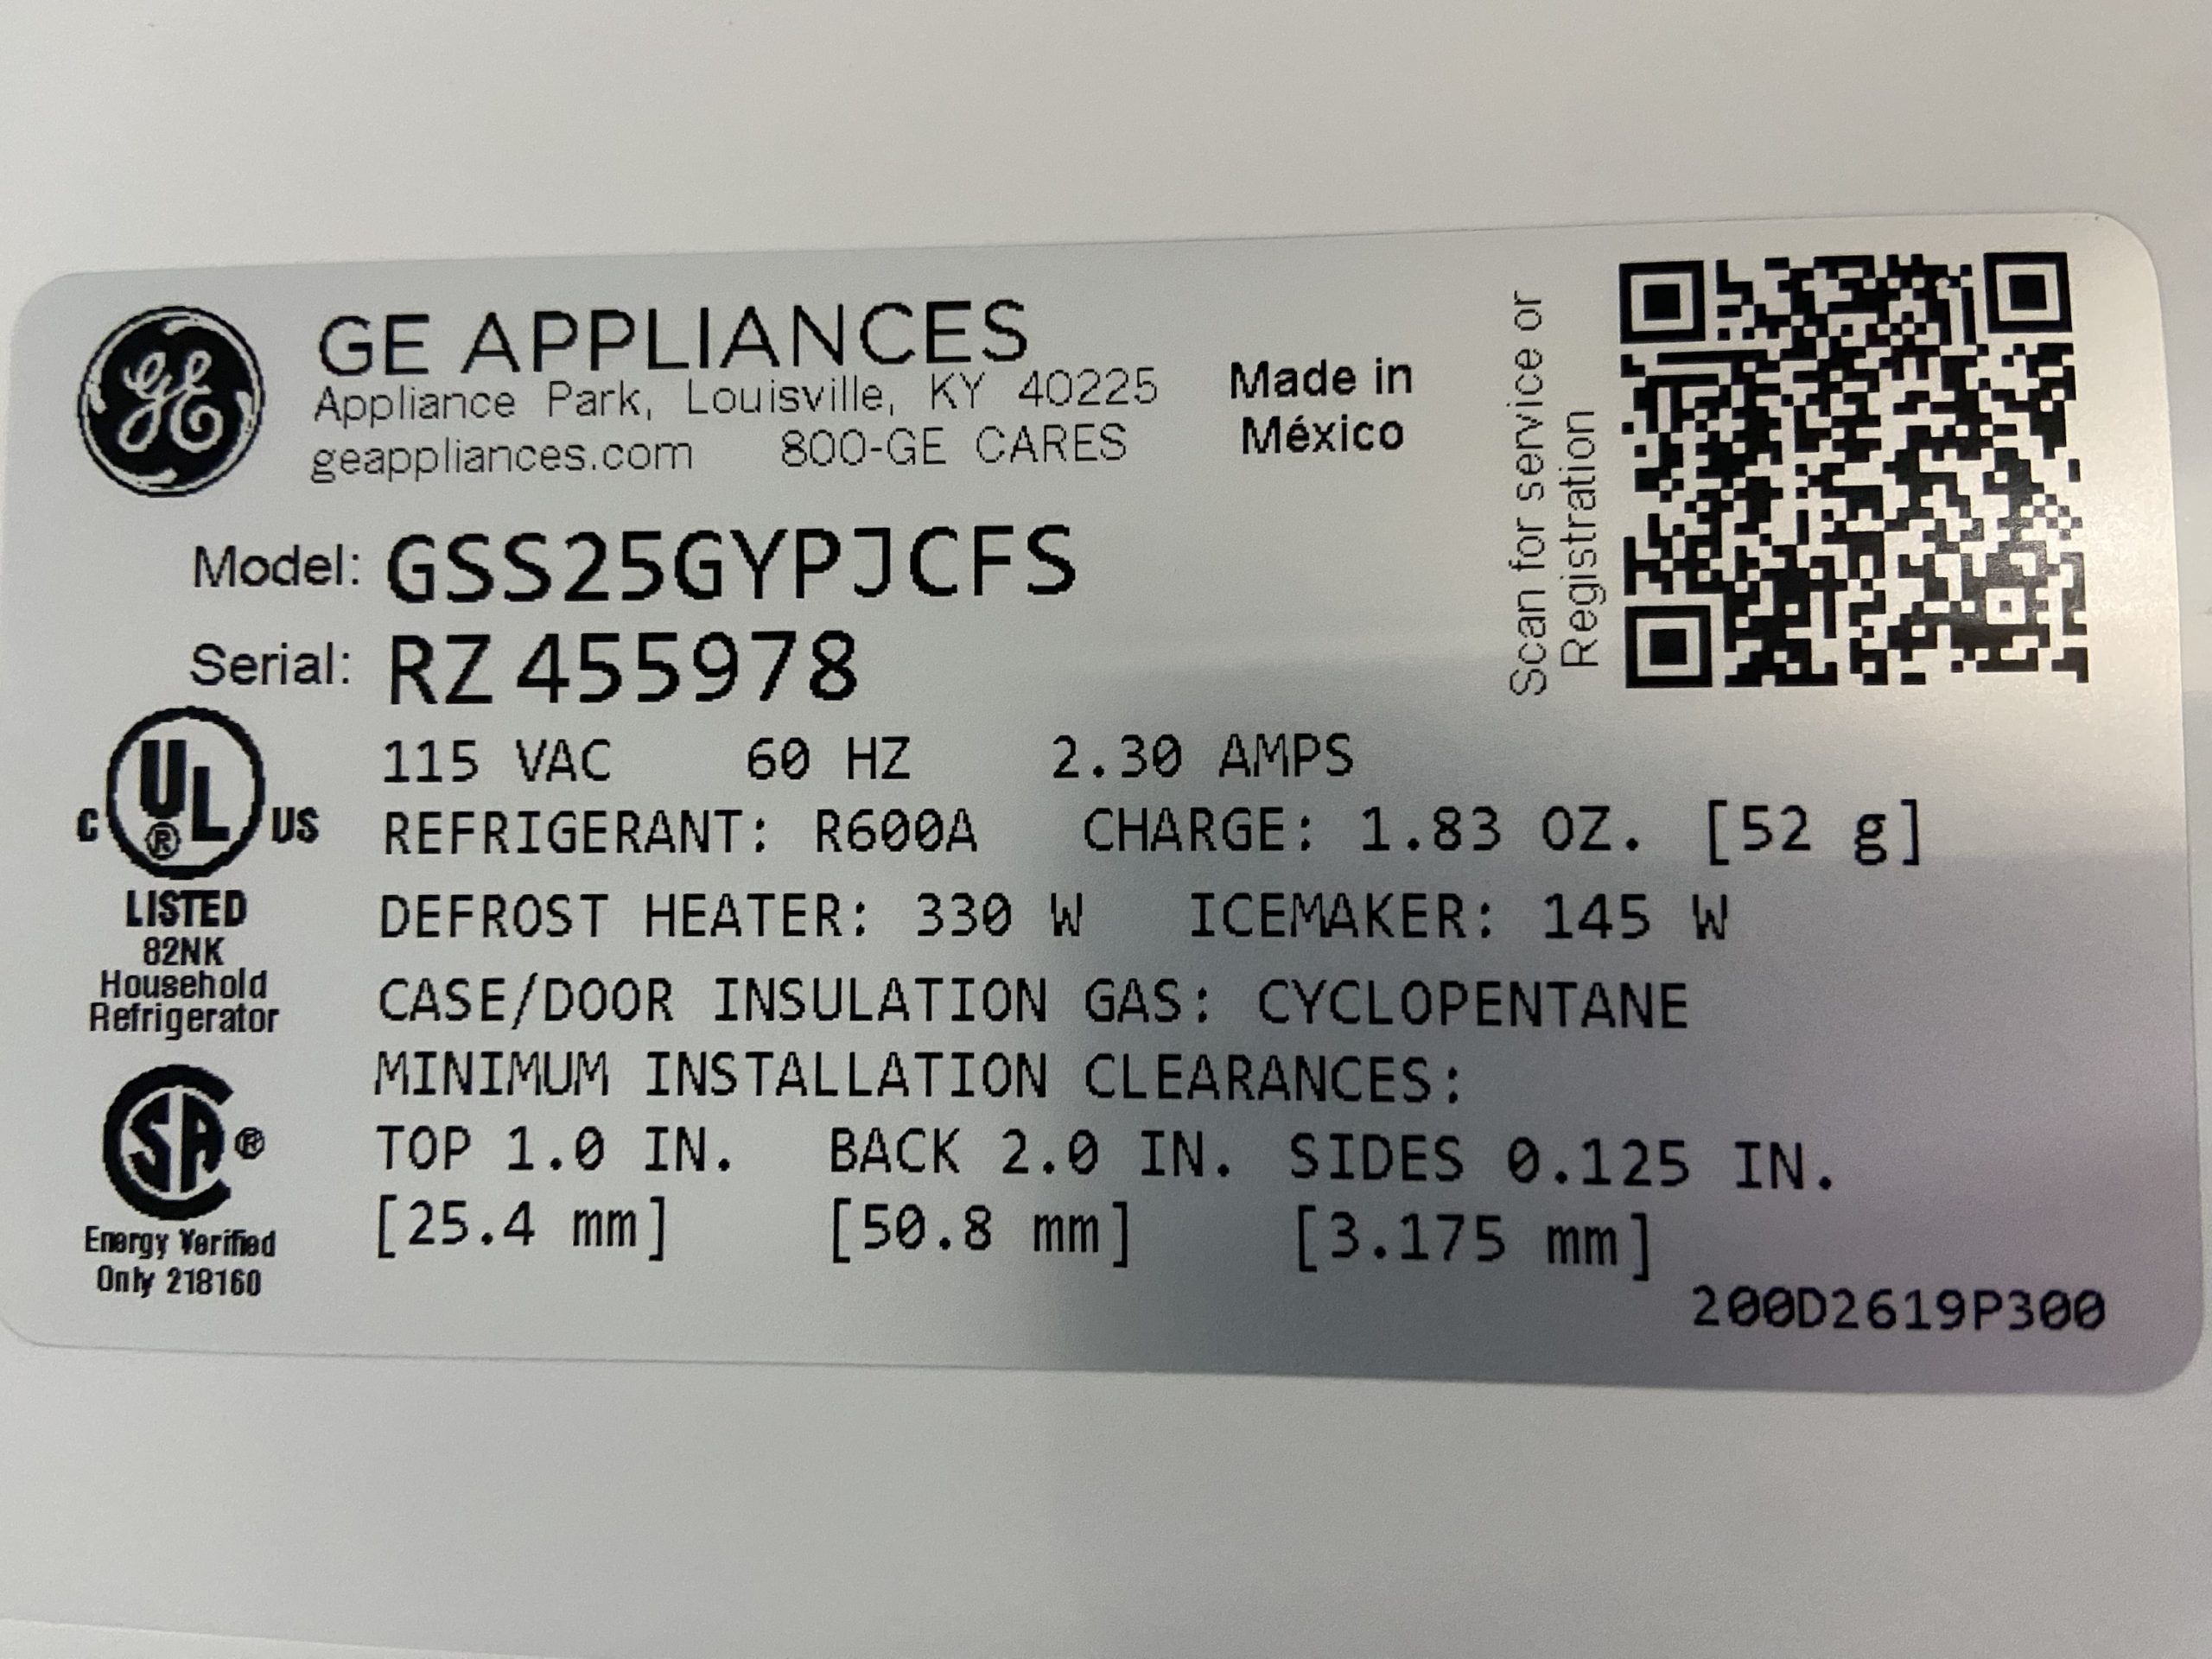 GE
GE APPLIANCES
Appliance Park, Louisville, KY 40225
geappliances.com 800-GE CARES
Made in
México
Scan for service or
Registration
Model: GSS25GYPJCFS
Serial: RZ 455978
115 VAC 60 HZ 2.30 AMPS
REFRIGERANT: R600A CHARGE: 1.83 OZ. [52 g]
DEFROST HEATER: 330 W ICEMAKER: 145 W
CASE/DOOR INSULATION GAS: CYCLOPENTANE
MINIMUM INSTALLATION CLEARANCES:
TOP 1.0 IN. BACK 2.0 IN. SIDES 0.125 IN.
[25.4 mm] [50.8 mm] [3.175 mm]
200D2619P300
C UL® US
LISTED
82NK
Household
Refrigerator
CSA®
Energy Verified
Only 218160